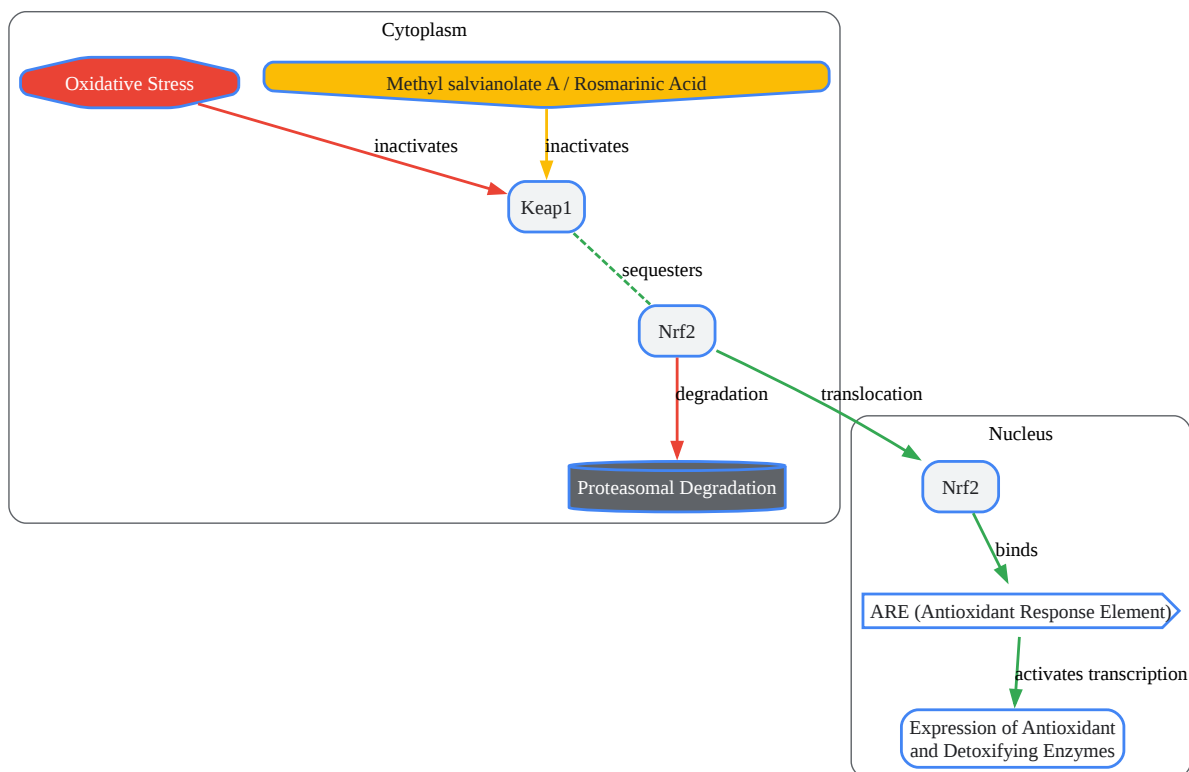 Cytoplasm
Oxidative Stress
Methyl salvianolate A / Rosmarinic Acid
inactivates
inactivates
Keap1
sequesters
Nrf2
degradation
translocation
Nucleus
Proteasomal Degradation
Nrf2
binds
ARE (Antioxidant Response Element)
activates transcription
Expression of Antioxidant
and Detoxifying Enzymes